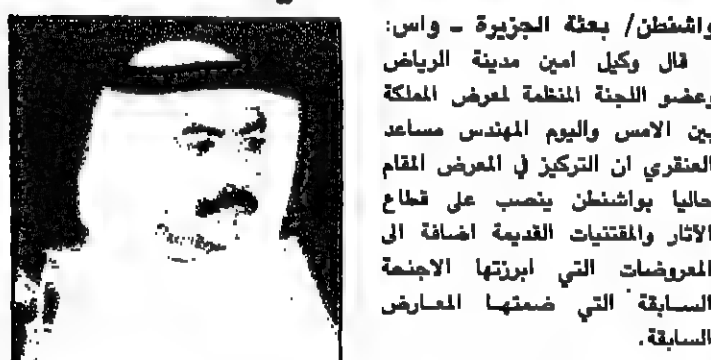 واشنطن/ بعثة الجزيرة ـ واس:
قال وكيل امين مدينة الرياض
وعضو اللجنة المنظمة لمعرض المملكة
بين الامس واليوم المهندس مساعد
العنقري ان التركيز في المعرض المقام
حاليا بواشنطن ينصب على قطاع
الآثار والمقتنيات القديمة اضافة الى
المعروضات التي ابرزتها الاجنحة
السابقة التي ضمتها المعارض
السابقة.